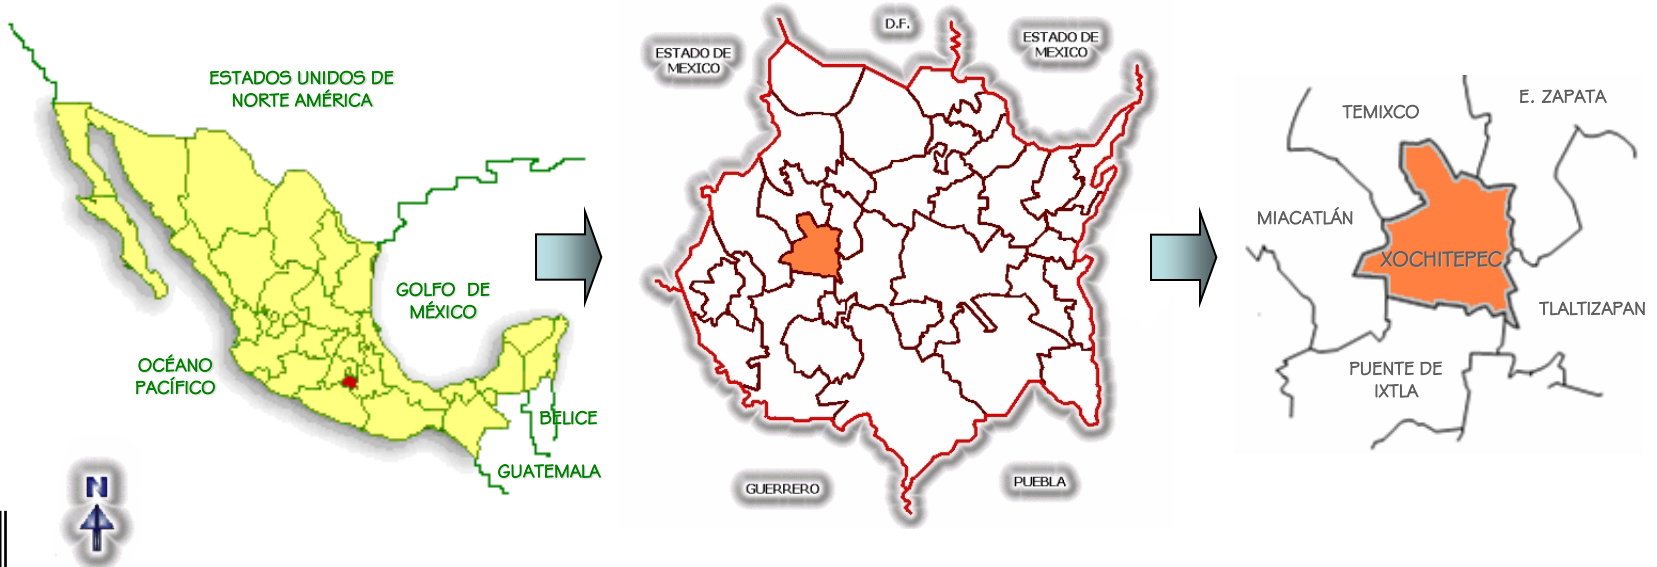 ESTADOS UNIDOS DE
NORTE AMÉRICA
GOLFO DE
MÉXICO
OCÉANO
PACÍFICO
BELICE
GUATEMALA
N
D.F.
ESTADO DE
MEXICO
ESTADO DE
MEXICO
GUERRERO
PUEBLA
TEMIXCO
E. ZAPATA
MIACATLÁN
XOCHITEPEC
TLALTIZAPAN
PUENTE DE
IXTLA